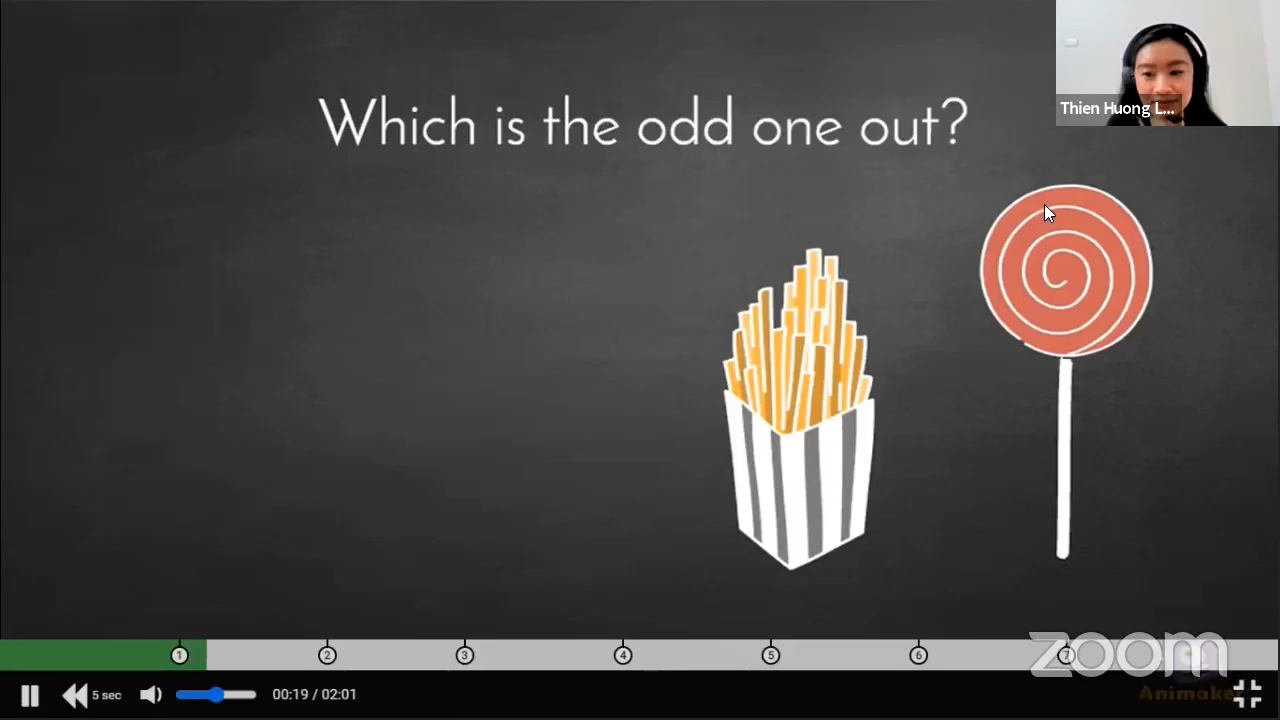 Which is the odd one out?
Thien Huong L...
1 2 3 4 5 6 7
zoom
5 sec 00:19 / 02:01
Animaker